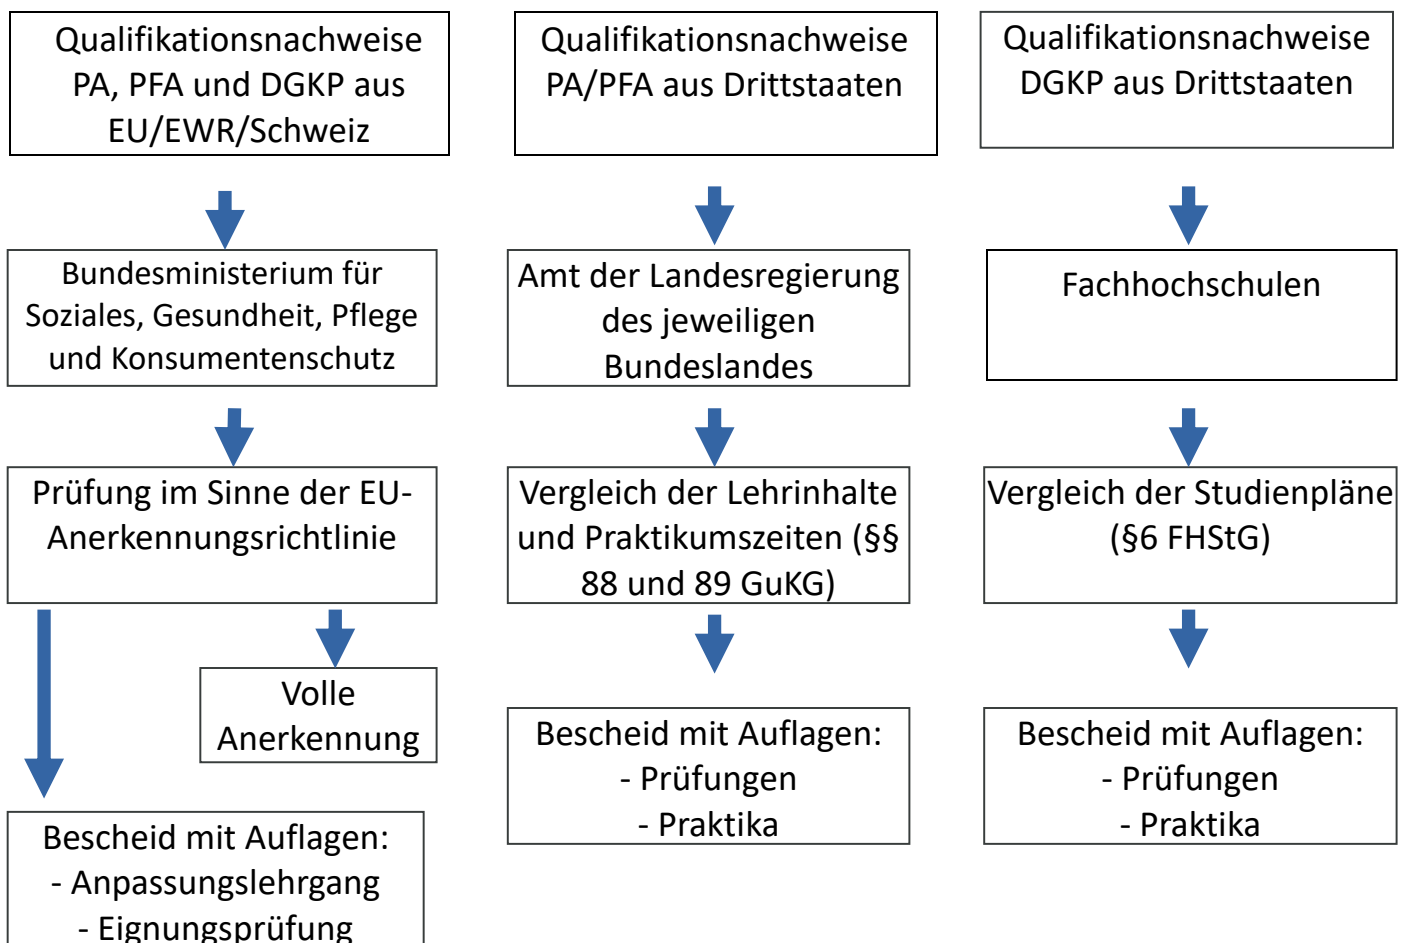 Qualifikationsnachweise
PA, PFA und DGKP aus
EU/EWR/Schweiz
Bundesministerium für
Soziales, Gesundheit, Pflege
und Konsumentenschutz
Prüfung im Sinne der EU-
Anerkennungsrichtlinie
Volle
Anerkennung
Bescheid mit Auflagen:
- Anpassungslehrgang
- Eignungsprüfung
Qualifikationsnachweise
PA/PFA aus Drittstaaten
Amt der Landesregierung
des jeweiligen
Bundeslandes
Vergleich der Lehrinhalte
und Praktikumszeiten (§§
88 und 89 GuKG)
Bescheid mit Auflagen:
- Prüfungen
- Praktika
Qualifikationsnachweise
DGKP aus Drittstaaten
Fachhochschulen
Vergleich der Studienpläne
(§6 FHStG)
Bescheid mit Auflagen:
- Prüfungen
- Praktika